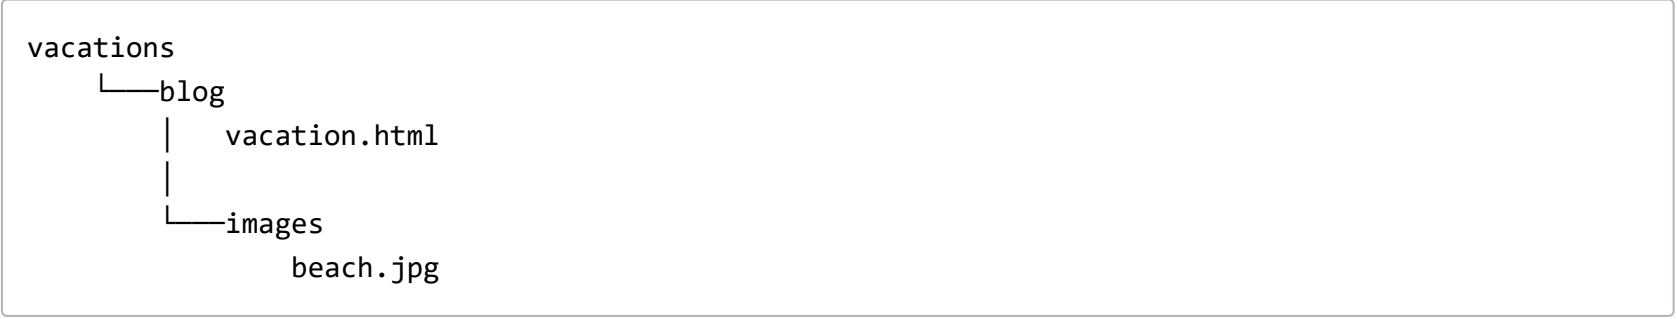 vacations
└───blog
│   vacation.html
│
└───images
beach.jpg